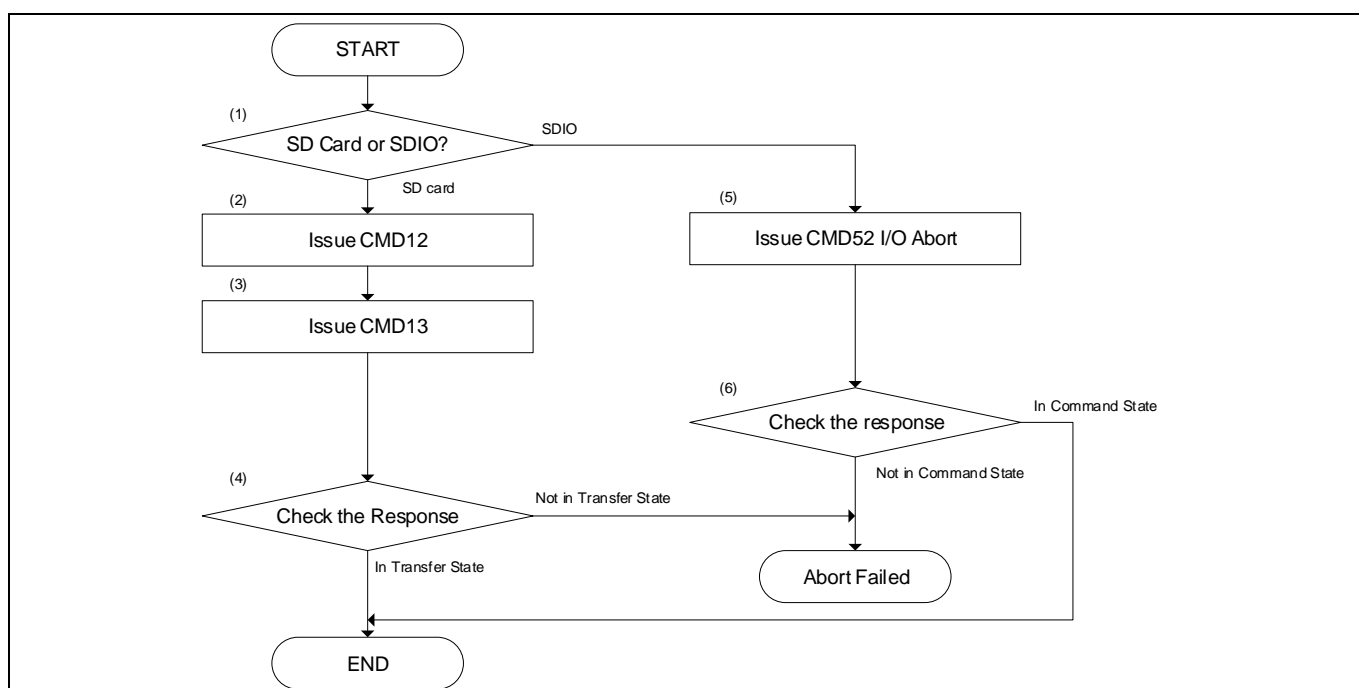 START
(1)
SD Card or SDIO?
SDIO
SD card
(2)
Issue CMD12
(3)
Issue CMD13
(4)
Check the Response
Not in Transfer State
In Transfer State
(5)
Issue CMD52 I/O Abort
(6)
Check the response
In Command State
Not in Command State
Abort Failed
END